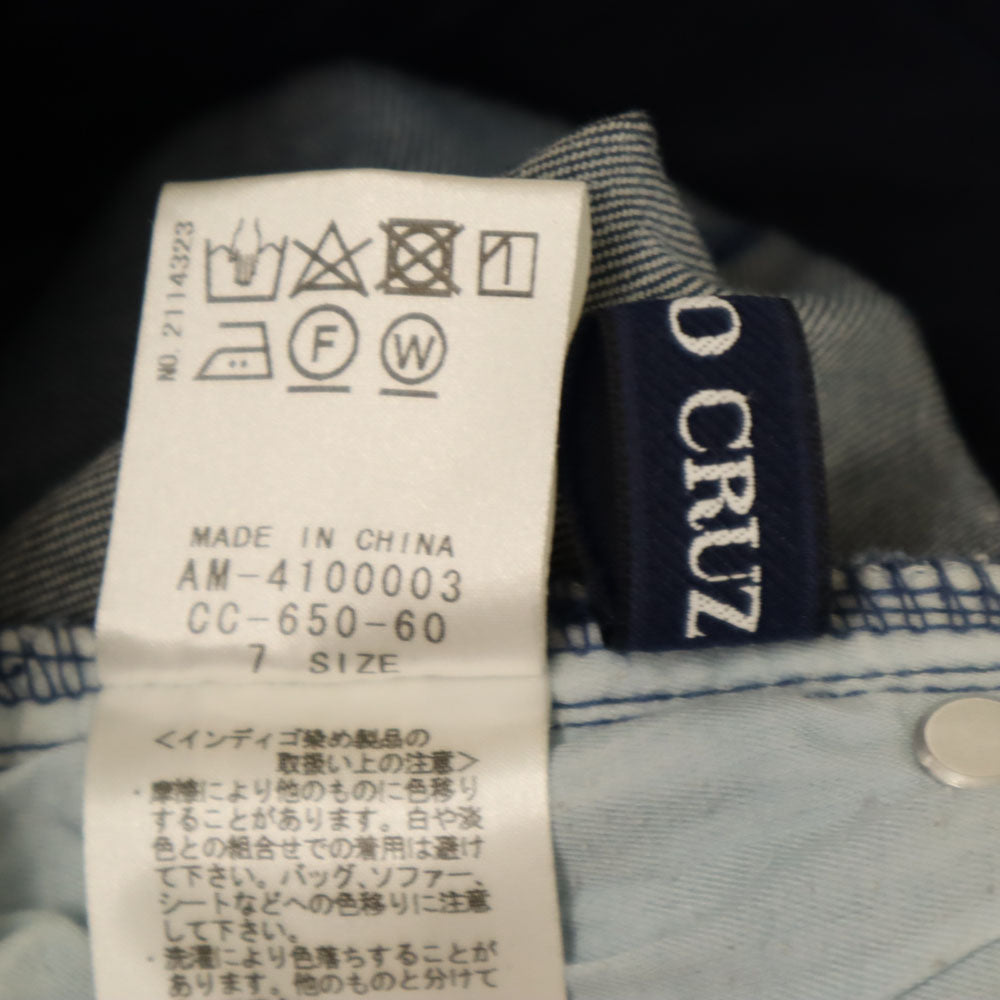 NO.2114323
F
W
MADE IN CHINA
AM-4100003
CC-650-60
7 SIZE
<インディゴ染め製品の
取扱い上の注意>
・摩擦により他のものに色移り
することがあります。白や淡
色との組合せでの着用は避け
て下さい。バッグ、ソファー、
シートなどへの色移りに注意
して下さい。
・洗濯により色落ちすることが
あります。他のものと分けて
O CRUZ